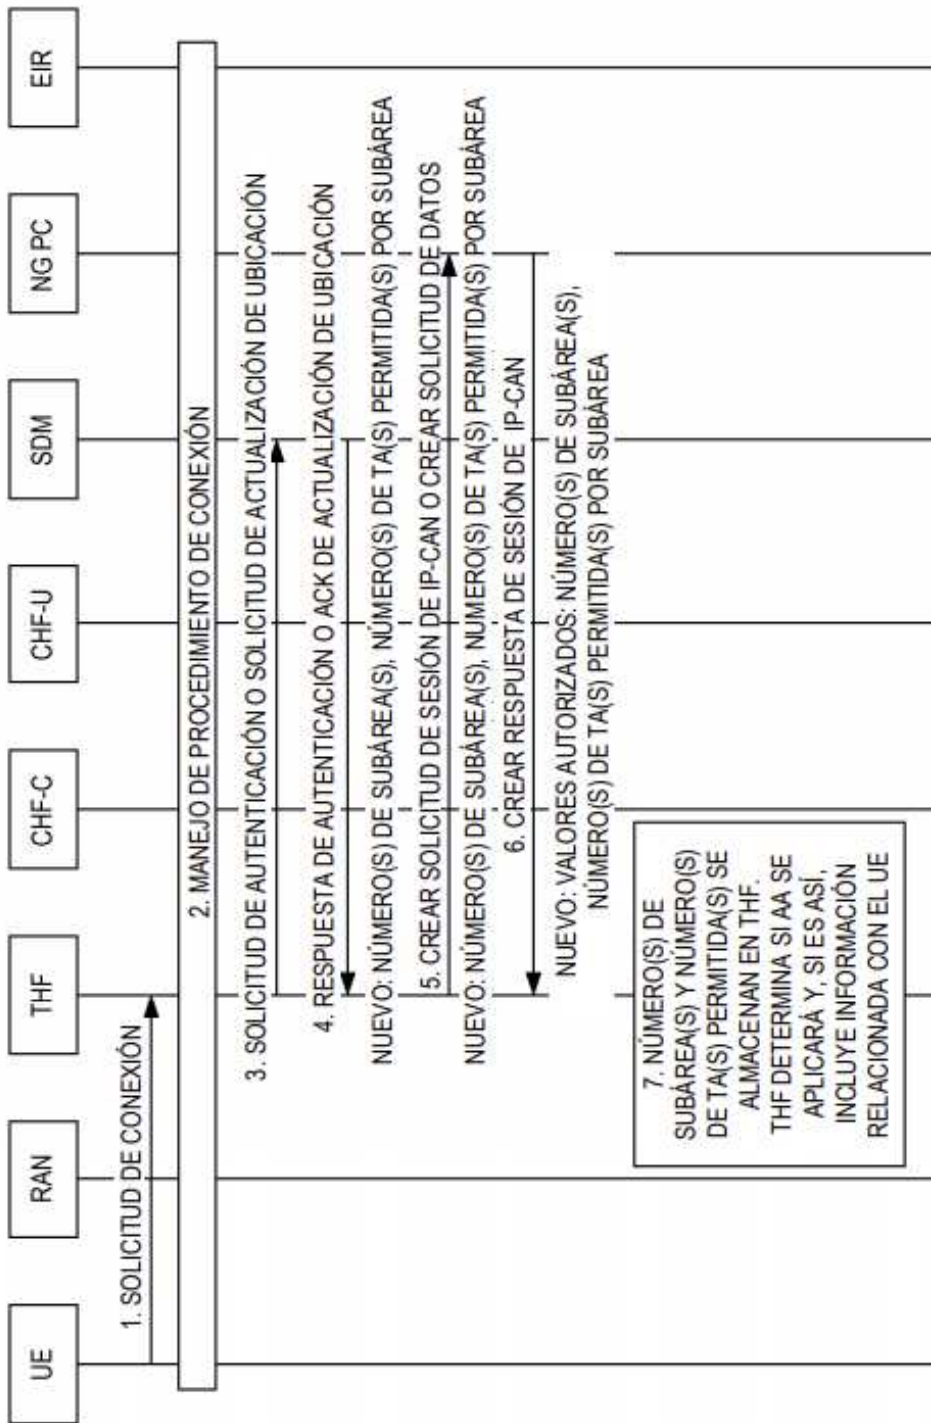 UE
RAN
THF
CHF-C
CHF-U
SDM
NG PC
EIR
1. SOLICITUD DE CONEXIÓN
2. MANEJO DE PROCEDIMIENTO DE CONEXIÓN
3. SOLICITUD DE AUTENTICACIÓN O SOLICITUD DE ACTUALIZACIÓN DE UBICACIÓN
4. RESPUESTA DE AUTENTICACIÓN O ACK DE ACTUALIZACIÓN DE UBICACIÓN
NUEVO: NÚMERO(S) DE SUBÁREA(S), NÚMERO(S) DE TA(S) PERMITIDA(S) POR SUBÁREA
5. CREAR SOLICITUD DE SESIÓN DE IP-CAN O CREAR SOLICITUD DE DATOS
NUEVO: NÚMERO(S) DE SUBÁREA(S), NÚMERO(S) DE TA(S) PERMITIDA(S) POR SUBÁREA
6. CREAR RESPUESTA DE SESIÓN DE IP-CAN
NUEVO: VALORES AUTORIZADOS: NÚMERO(S) DE SUBÁREA(S),
NÚMERO(S) DE TA(S) PERMITIDA(S) POR SUBÁREA
7. NÚMERO(S) DE
SUBÁREA(S) Y NÚMERO(S)
DE TA(S) PERMITIDA(S) SE
ALMACENAN EN THF.
THF DETERMINA SI AA SE
APLICARÁ Y, SI ES ASÍ,
INCLUYE INFORMACIÓN
RELACIONADA CON EL UE